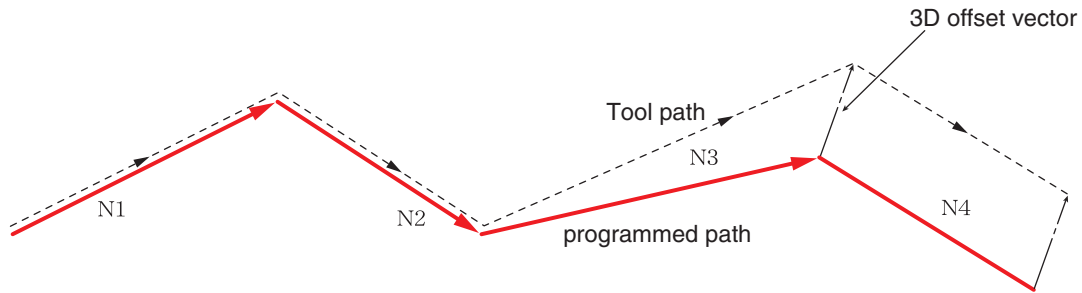 3D offset vector
Tool path
N3
N1
N2
N4
programmed path